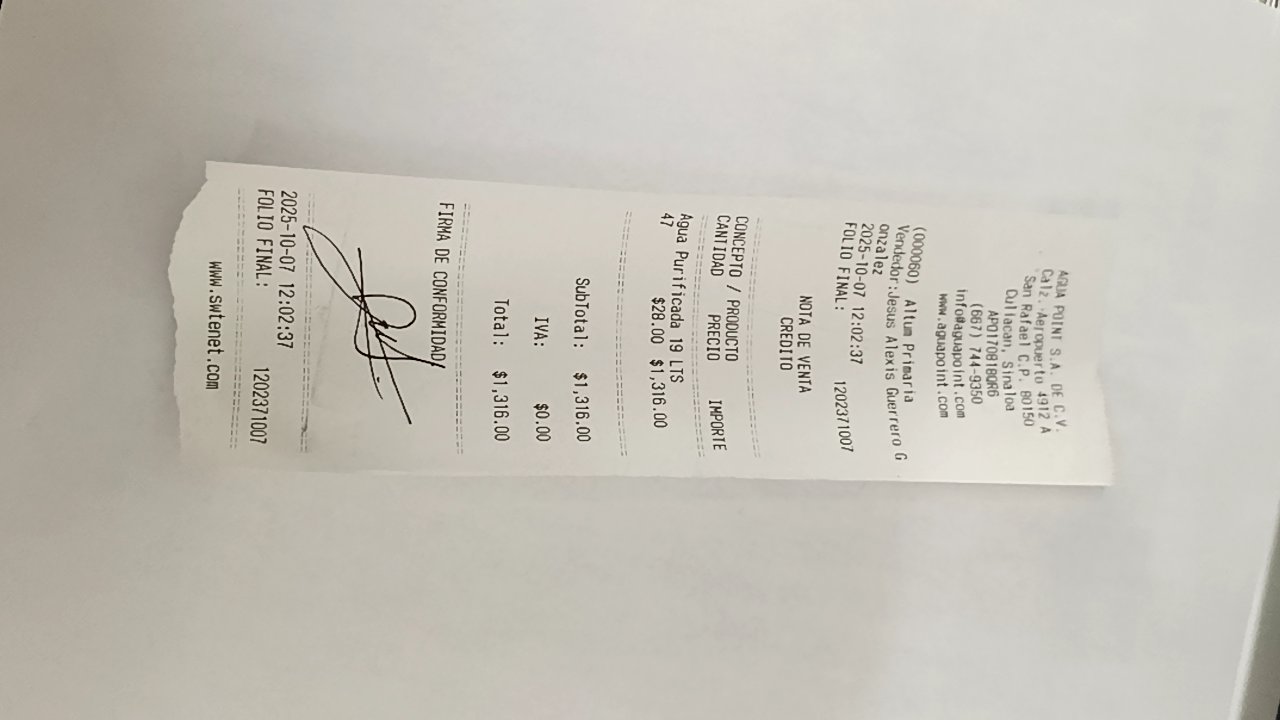 AGUA POINT S.A. DE C.V.
Calz. Aeropuerto 4912 A
San Rafael C.P. 80150
Culiacan, Sinaloa
APO170818QR6
(667) 744-9350
info@aguapoint.com
www.aguapoint.com
(000060) Altum Primaria
Vendedor:Jesus Alexis Guerrero G
onzalez
2025-10-07 12:02:37
FOLIO FINAL: 1202371007
NOTA DE VENTA
CREDITO
CONCEPTO / PRODUCTO
CANTIDAD PRECIO IMPORTE
Agua Purificada 19 LTS
47 $28.00 $1,316.00
SubTotal: $1,316.00
IVA: $0.00
Total: $1,316.00
FIRMA DE CONFORMIDAD
2025-10-07 12:02:37
FOLIO FINAL: 1202371007
www.swtenet.com